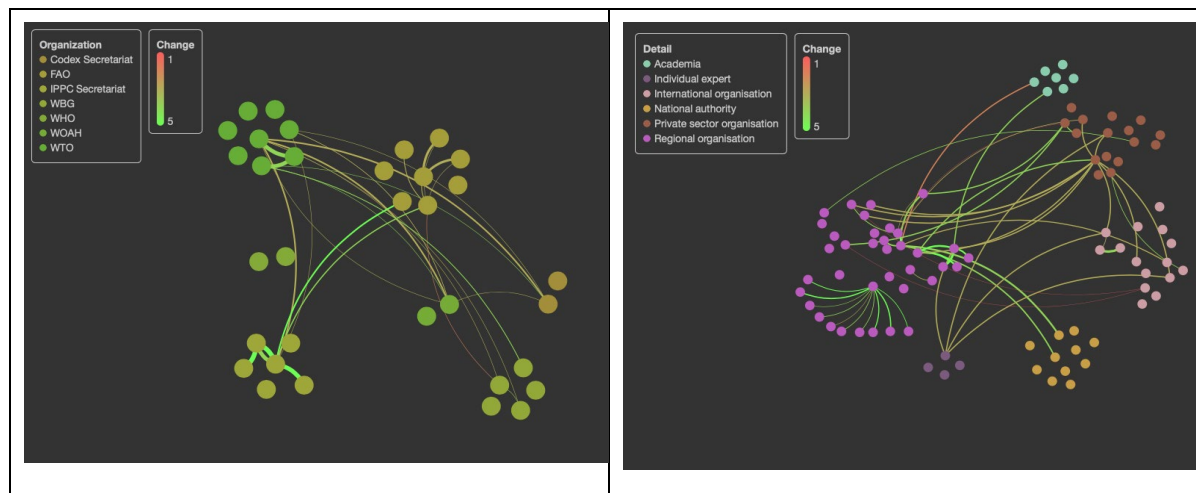 Organization
Codex Secretariat
FAO
IPPC Secretariat
WBG
WHO
WOAH
WTO
Change
1
5
Detail
Academia
Individual expert
International organisation
National authority
Private sector organisation
Regional organisation
Change
1
5